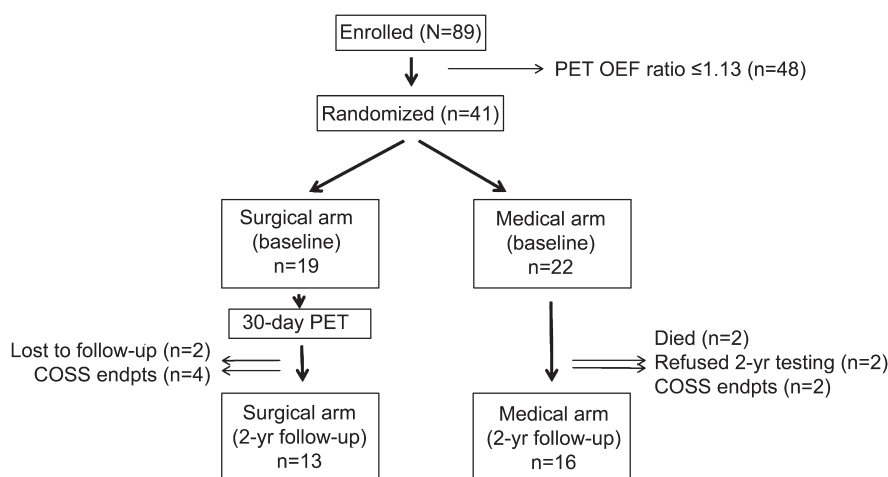 Enrolled (N=89)
PET OEF ratio ≤1.13 (n=48)
Randomized (n=41)
Surgical arm
(baseline)
n=19
Medical arm
(baseline)
n=22
30-day PET
Lost to follow-up (n=2)
COSS endpts (n=4)
Died (n=2)
Refused 2-yr testing (n=2)
COSS endpts (n=2)
Surgical arm
(2-yr follow-up)
n=13
Medical arm
(2-yr follow-up)
n=16